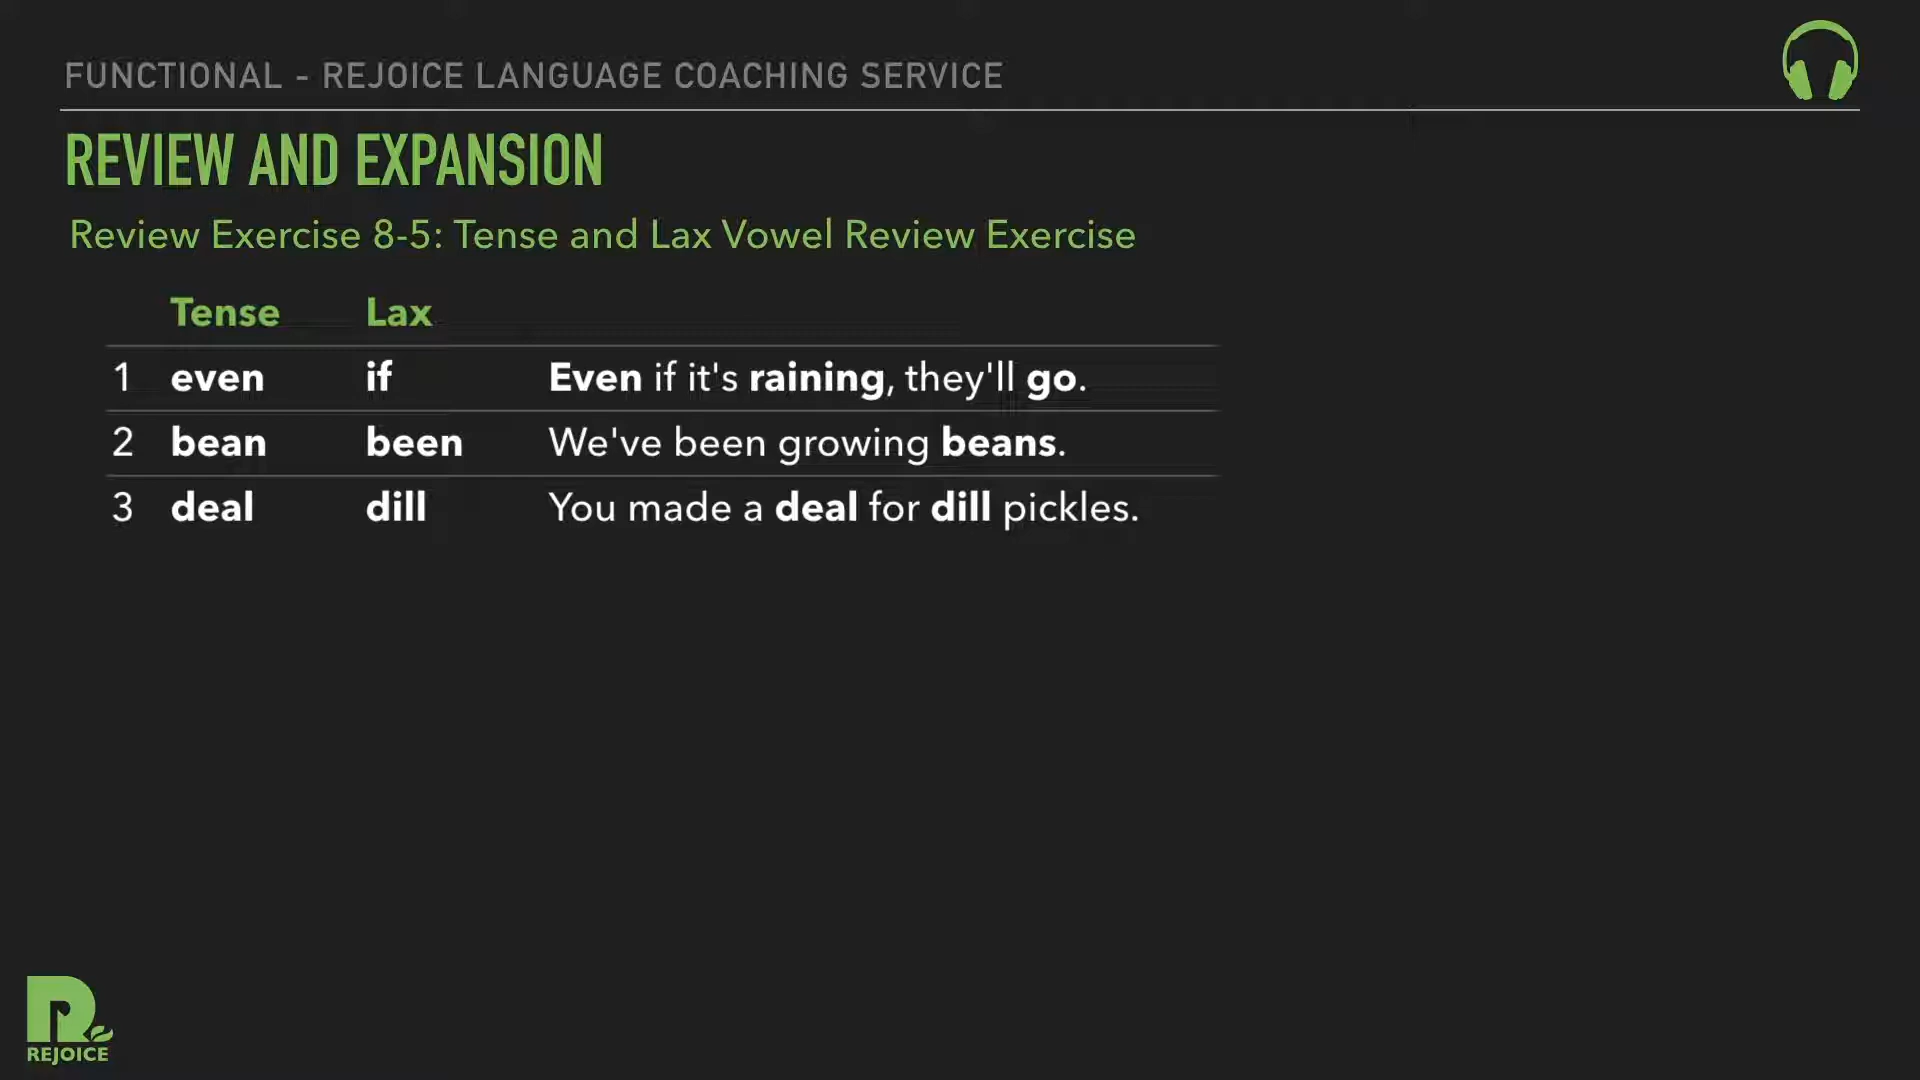 FUNCTIONAL - REJOICE LANGUAGE COACHING SERVICE
REVIEW AND EXPANSION
Review Exercise 8-5: Tense and Lax Vowel Review Exercise
Tense Lax
1 even if Even if it's raining, they'll go.
2 bean been We've been growing beans.
3 deal dill You made a deal for dill pickles.
REJOICE